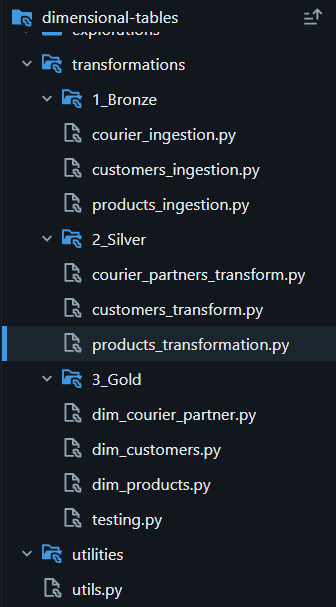 dimensional-tables
explorations
transformations
1_Bronze
courier_ingestion.py
customers_ingestion.py
products_ingestion.py
2_Silver
courier_partners_transform.py
customers_transform.py
products_transformation.py
3_Gold
dim_courier_partner.py
dim_customers.py
dim_products.py
testing.py
utilities
utils.py